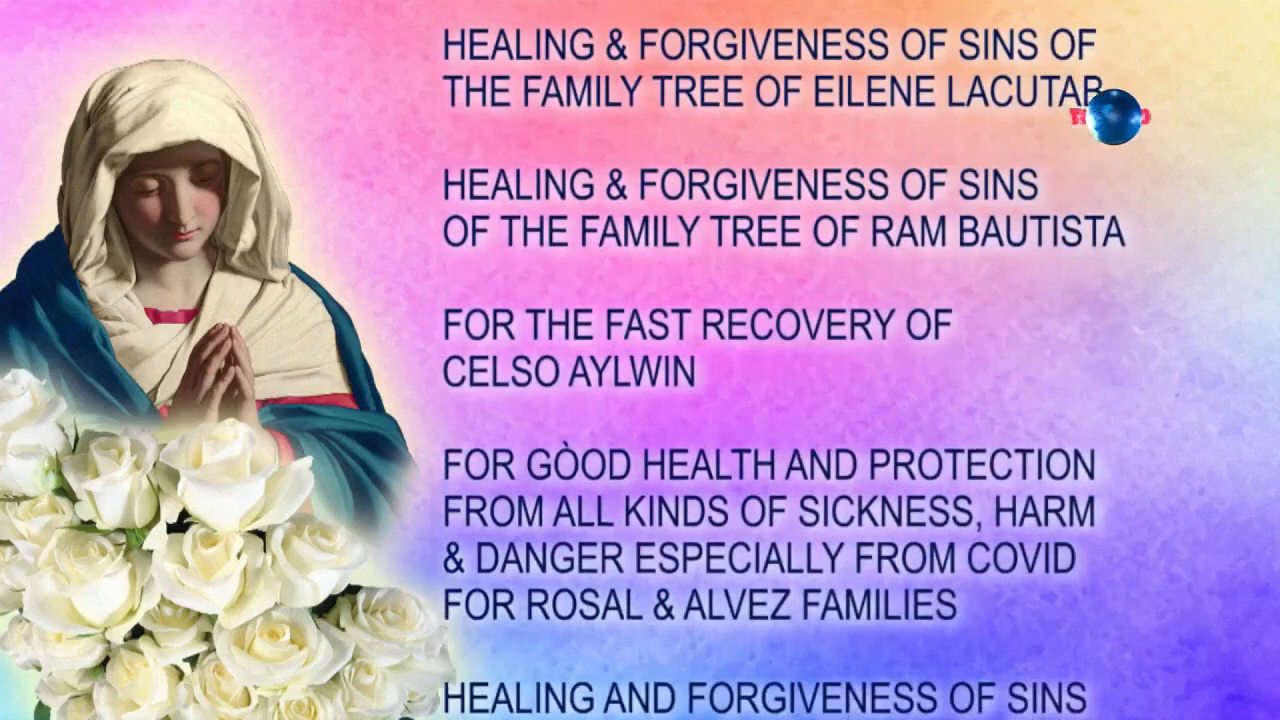 HEALING & FORGIVENESS OF SINS OF
THE FAMILY TREE OF EILENE LACUTAB
HEALING & FORGIVENESS OF SINS
OF THE FAMILY TREE OF RAM BAUTISTA
FOR THE FAST RECOVERY OF
CELSO AYLWIN
FOR GÒOD HEALTH AND PROTECTION
FROM ALL KINDS OF SICKNESS, HARM
& DANGER ESPECIALLY FROM COVID
FOR ROSAL & ALVEZ FAMILIES
HEALING AND FORGIVENESS OF SINS